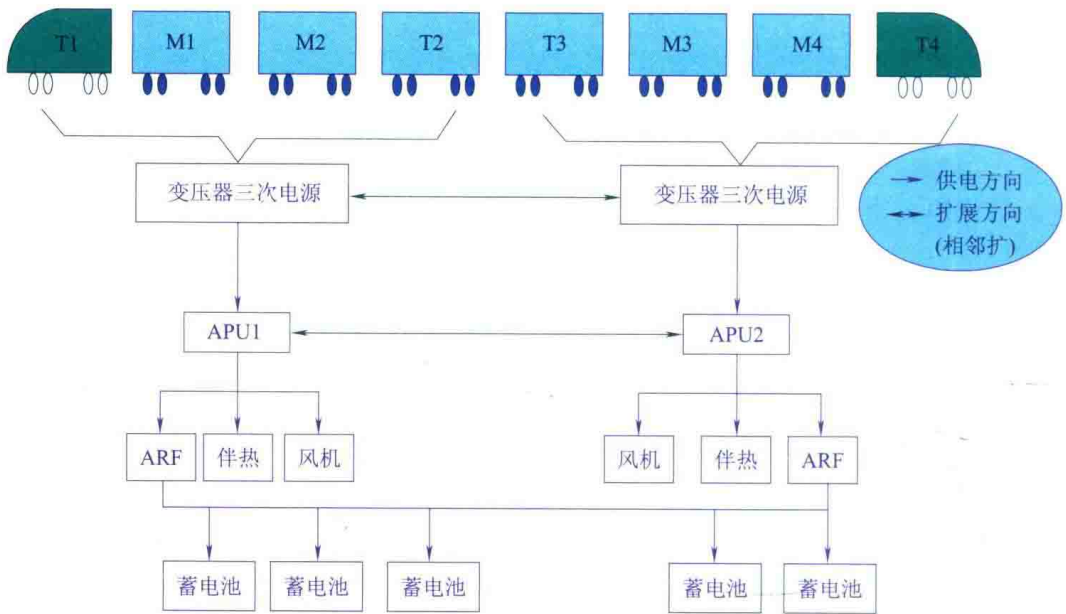 T1 M1 M2 T2 T3 M3 M4 T4
变压器三次电源 变压器三次电源
供电方向
扩展方向
(相邻扩)
APU1 APU2
ARF 伴热 风机 风机 伴热 ARF
蓄电池 蓄电池 蓄电池 蓄电池 蓄电池